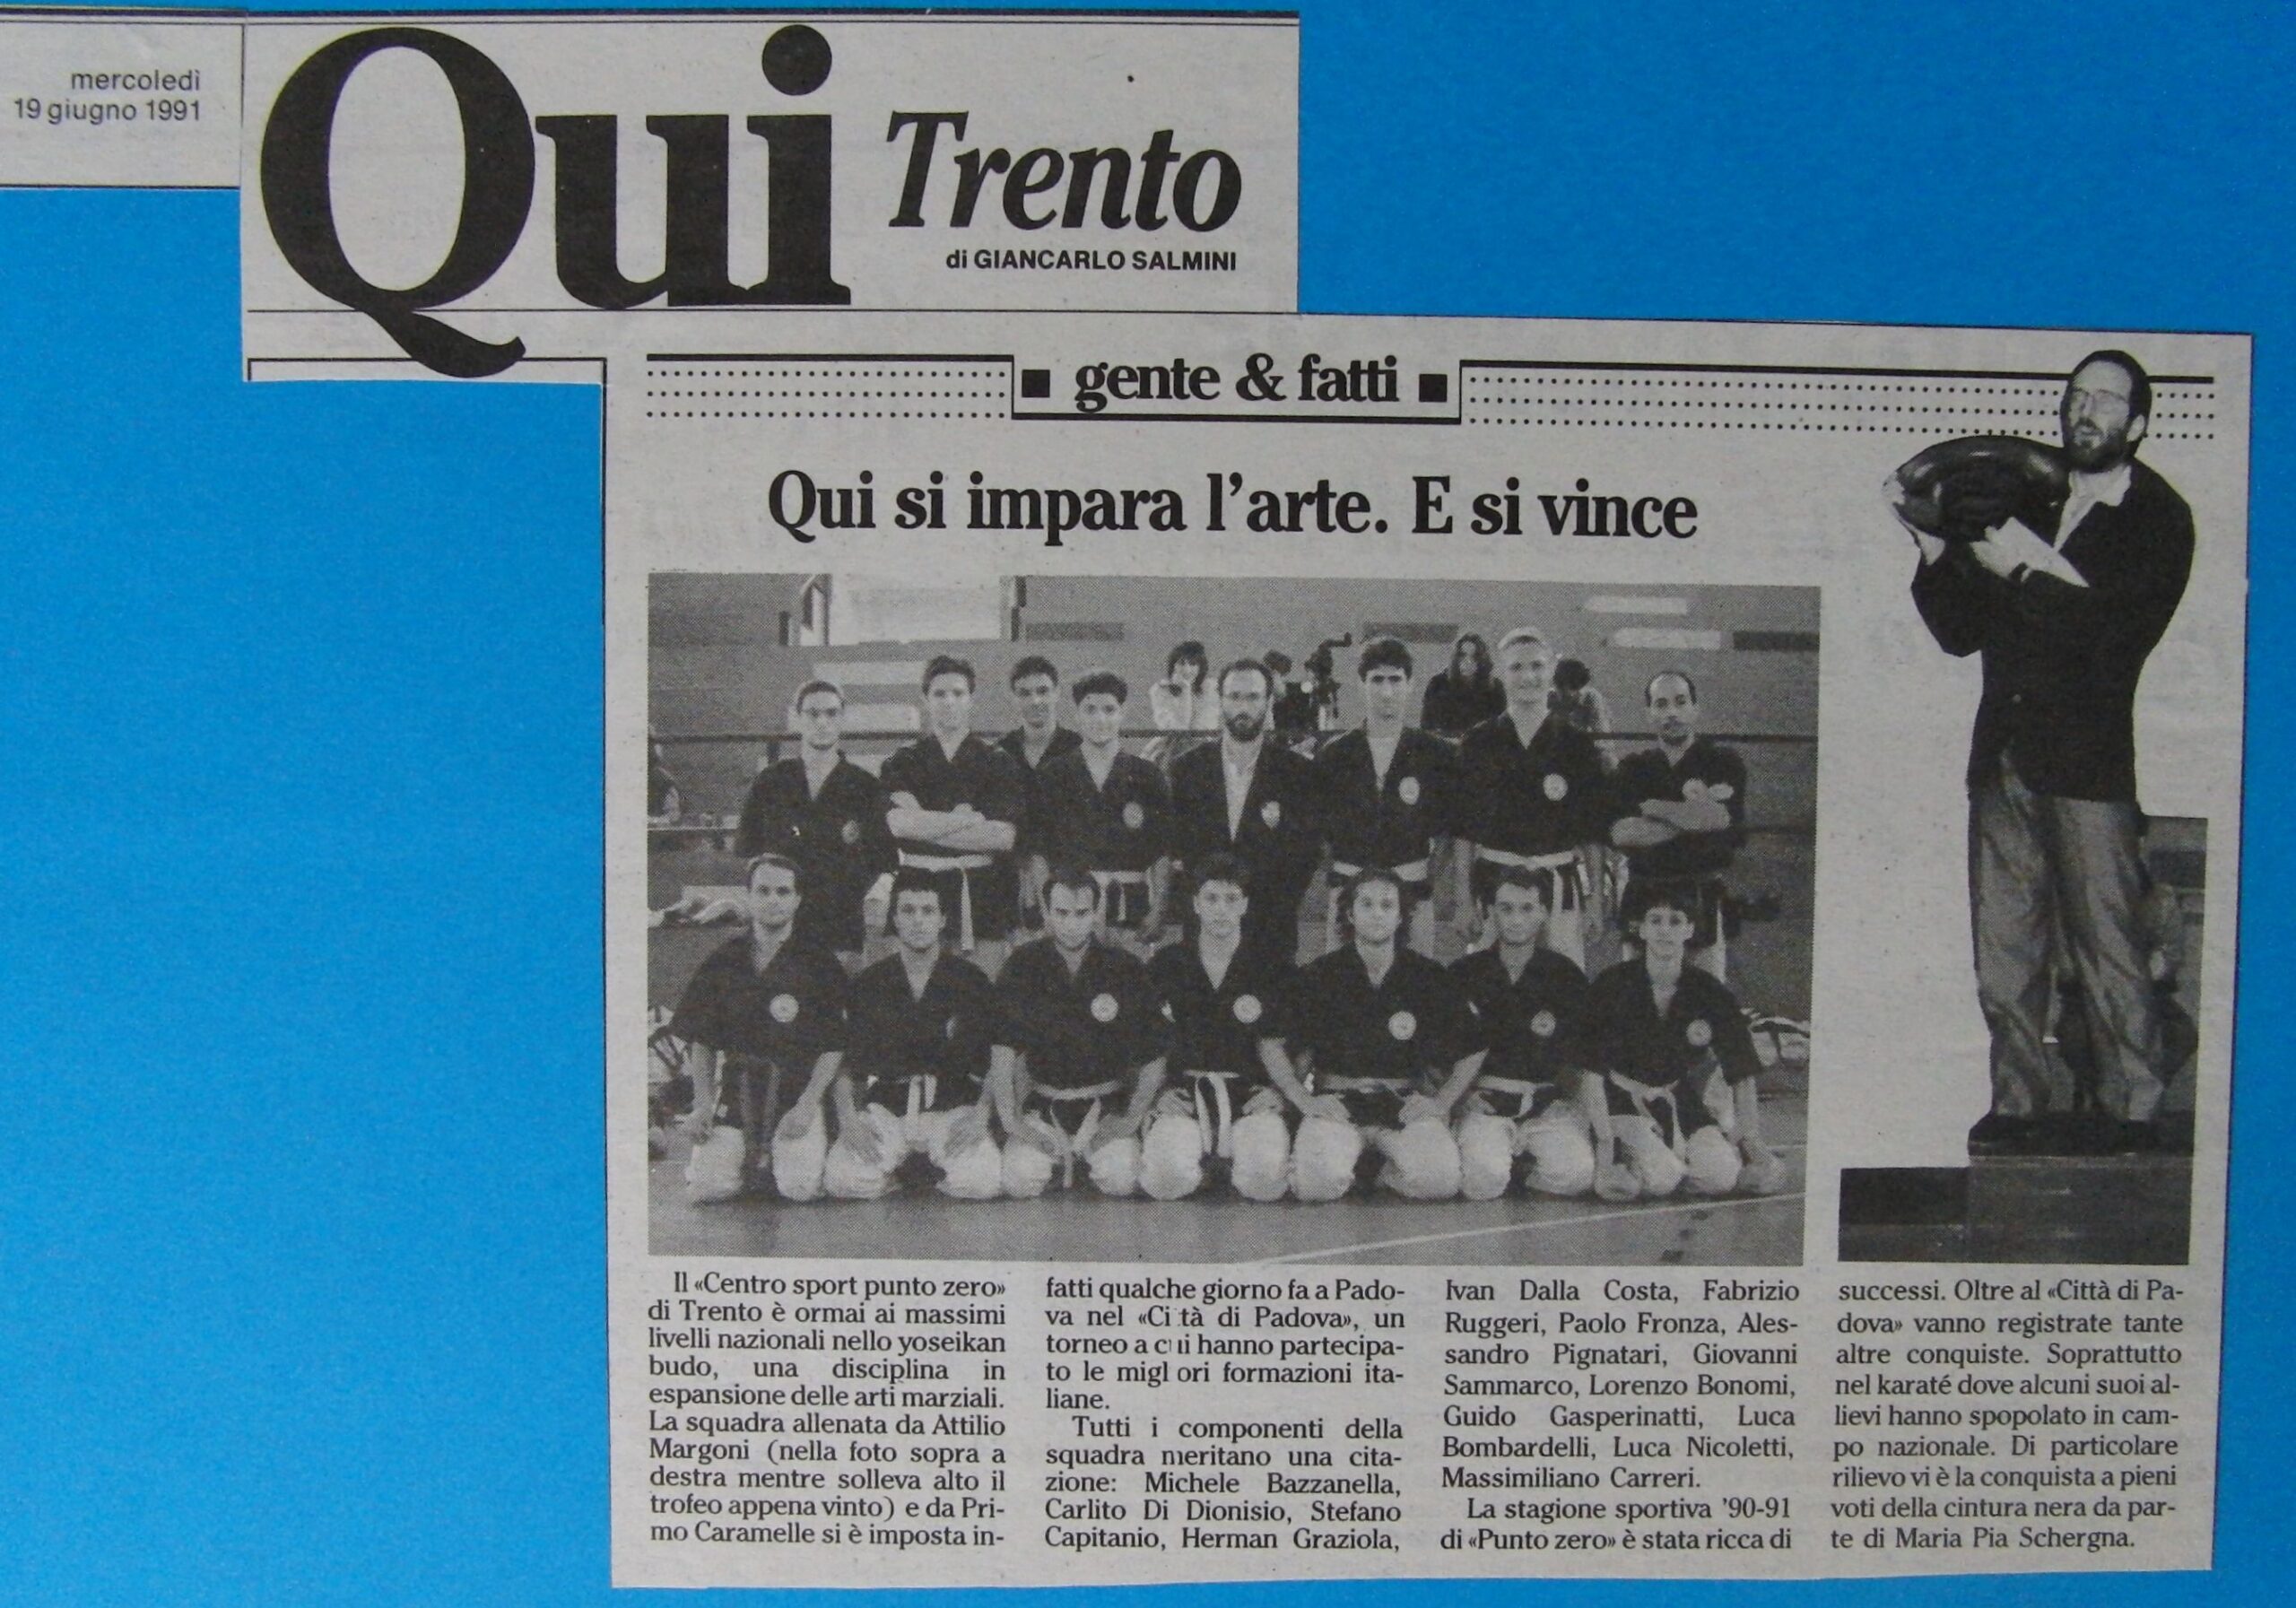 mercoledì
19 giugno 1991
Qui Trento
di GIANCARLO SALMINI
gente & fatti
Qui si impara l'arte. E si vince
Il «Centro sport punto zero»
di Trento è ormai ai massimi
livelli nazionali nello yoseikan
budo, una disciplina in
espansione delle arti marziali.
La squadra allenata da Attilio
Margoni (nella foto sopra a
destra mentre solleva alto il
trofeo appena vinto) e da Pri-
mo Caramelle si è imposta in-
fatti qualche giorno fa a Pado-
va nel «Città di Padova», un
torneo a cui hanno partecipa-
to le migliori formazioni ita-
liane.
Tutti i componenti della
squadra meritano una cita-
zione: Michele Bazzanella,
Carlito Di Dionisio, Stefano
Capitanio, Herman Graziola,
Ivan Dalla Costa, Fabrizio
Ruggeri, Paolo Fronza, Ales-
sandro Pignatari, Giovanni
Sammarco, Lorenzo Bonomi,
Guido Gasperinatti, Luca
Bombardelli, Luca Nicoletti,
Massimiliano Carreri.
La stagione sportiva '90-91
di «Punto zero» è stata ricca di
successi. Oltre al «Città di Pa-
dova» vanno registrate tante
altre conquiste. Soprattutto
nel karaté dove alcuni suoi al-
lievi hanno spopolato in cam-
po nazionale. Di particolare
rilievo vi è la conquista a pieni
voti della cintura nera da par-
te di Maria Pia Schergna.